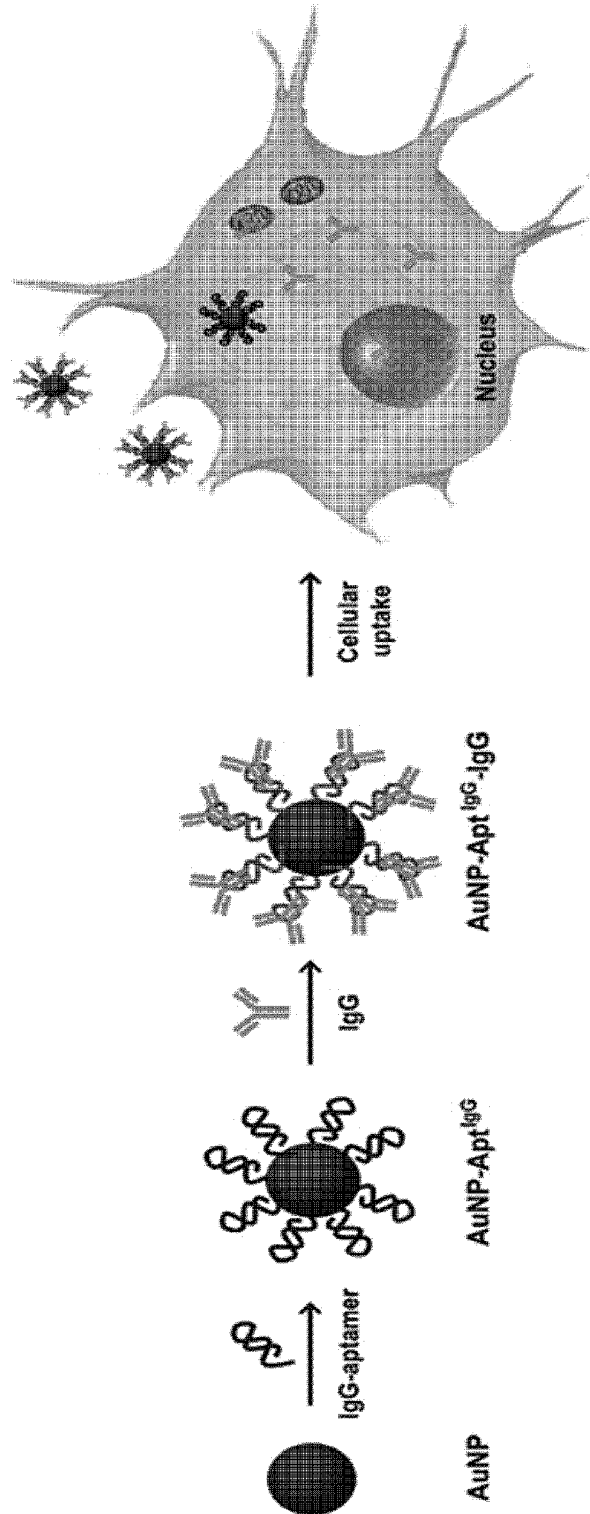 AuNP
IgG-aptamer
AuNP-Apt^IgG
IgG
AuNP-Apt^IgG-IgG
Cellular
uptake
Nucleus